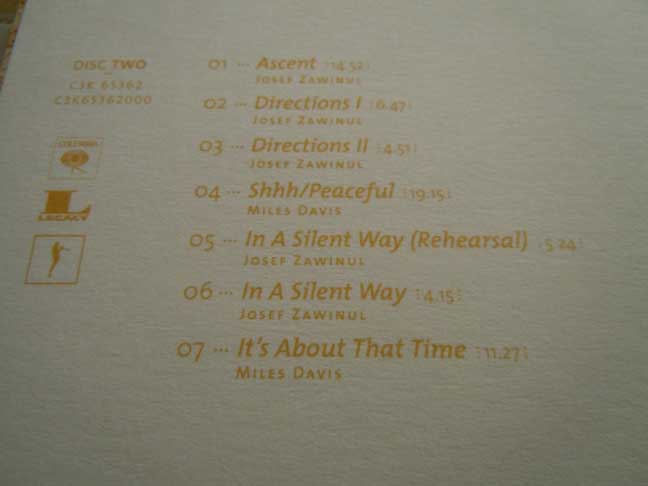 DISC TWO
C3K 65362
C3K65362000
COLUMBIA
L
LEGACY
01 ... Ascent [14.52]
JOSEF ZAWINUL
02 ... Directions I [6.47]
JOSEF ZAWINUL
03 ... Directions II [4.51]
JOSEF ZAWINUL
04 ... Shhh/Peaceful [19.15]
MILES DAVIS
05 ... In A Silent Way (Rehearsal) [5.24]
JOSEF ZAWINUL
06 ... In A Silent Way [4.15]
JOSEF ZAWINUL
07 ... It's About That Time [11.27]
MILES DAVIS